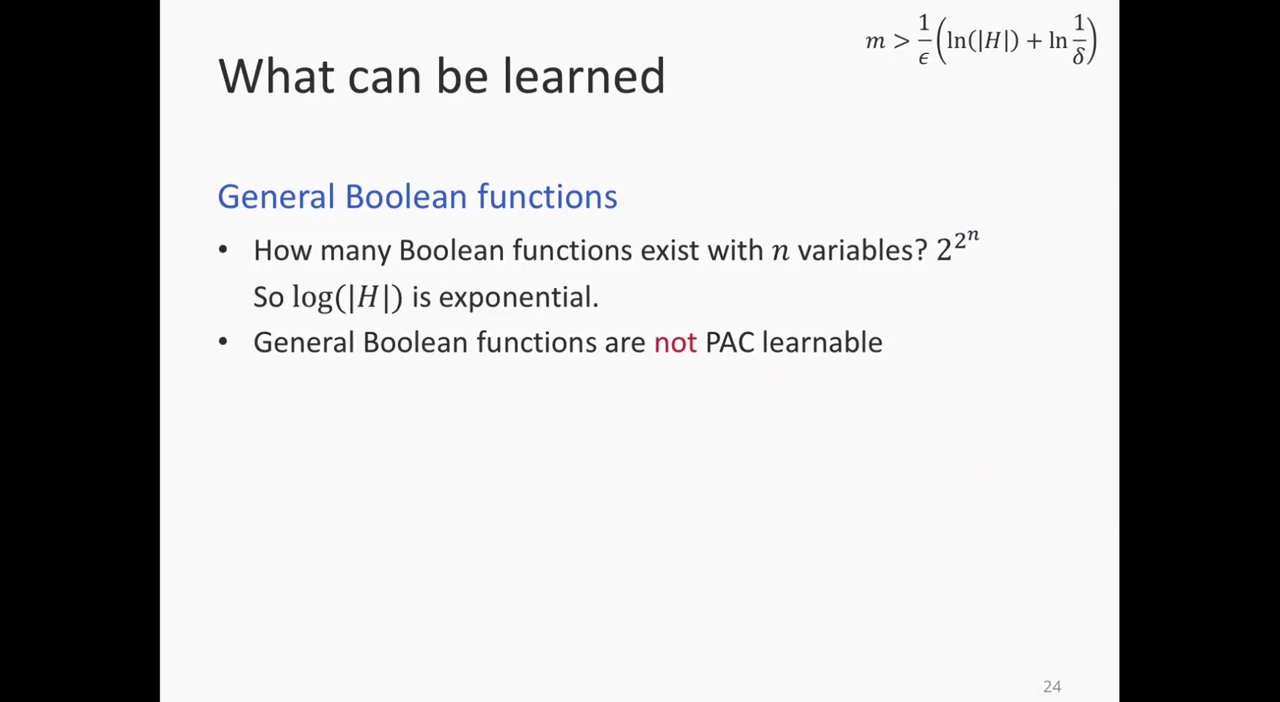 m > 1/ϵ (ln(|H|) + ln 1/δ)
What can be learned
General Boolean functions
• How many Boolean functions exist with n variables? 2^{2^n}
So log(|H|) is exponential.
• General Boolean functions are not PAC learnable
24